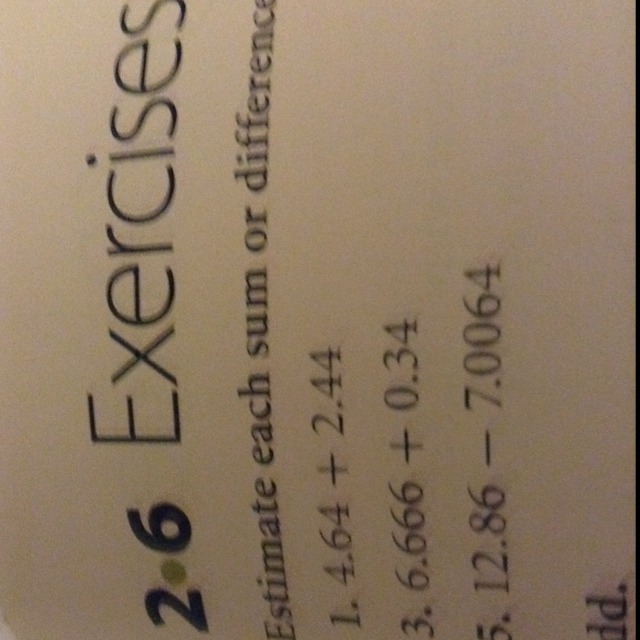 2•6 Exercises
Estimate each sum or difference
1. 4.64 + 2.44
3. 6.666 + 0.34
5. 12.86 – 7.0064
dd.